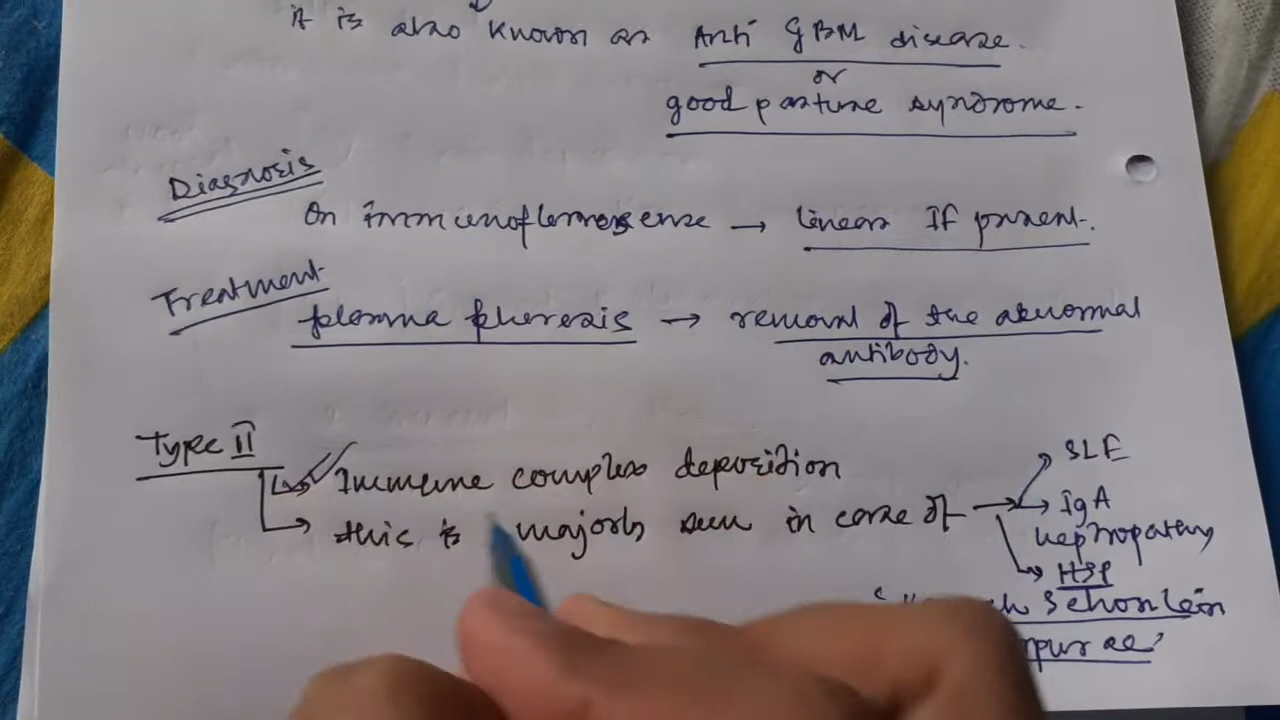 it is also known as Anti GBM disease.
or
good pasture syndrome.
Diagnosis
On immunoflorensense → linear IF present.
Treatment
plasma pheresis → removal of the abnormal
antibody.
Type II
Immune complex deposition
this is majorly seen in case of →
SLE
IgA
nephropathy
HSP
Schonlein